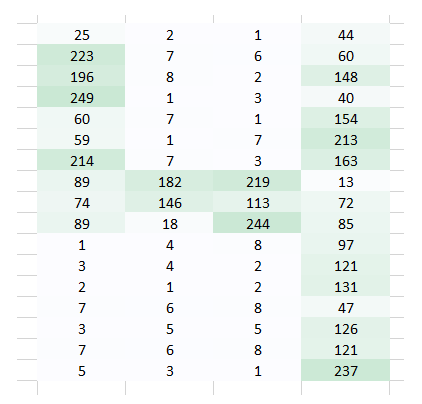 25 2 1 44
223 7 6 60
196 8 2 148
249 1 3 40
60 7 1 154
59 1 7 213
214 7 3 163
89 182 219 13
74 146 113 72
89 18 244 85
1 4 8 97
3 4 2 121
2 1 2 131
7 6 8 47
3 5 5 126
7 6 8 121
5 3 1 237